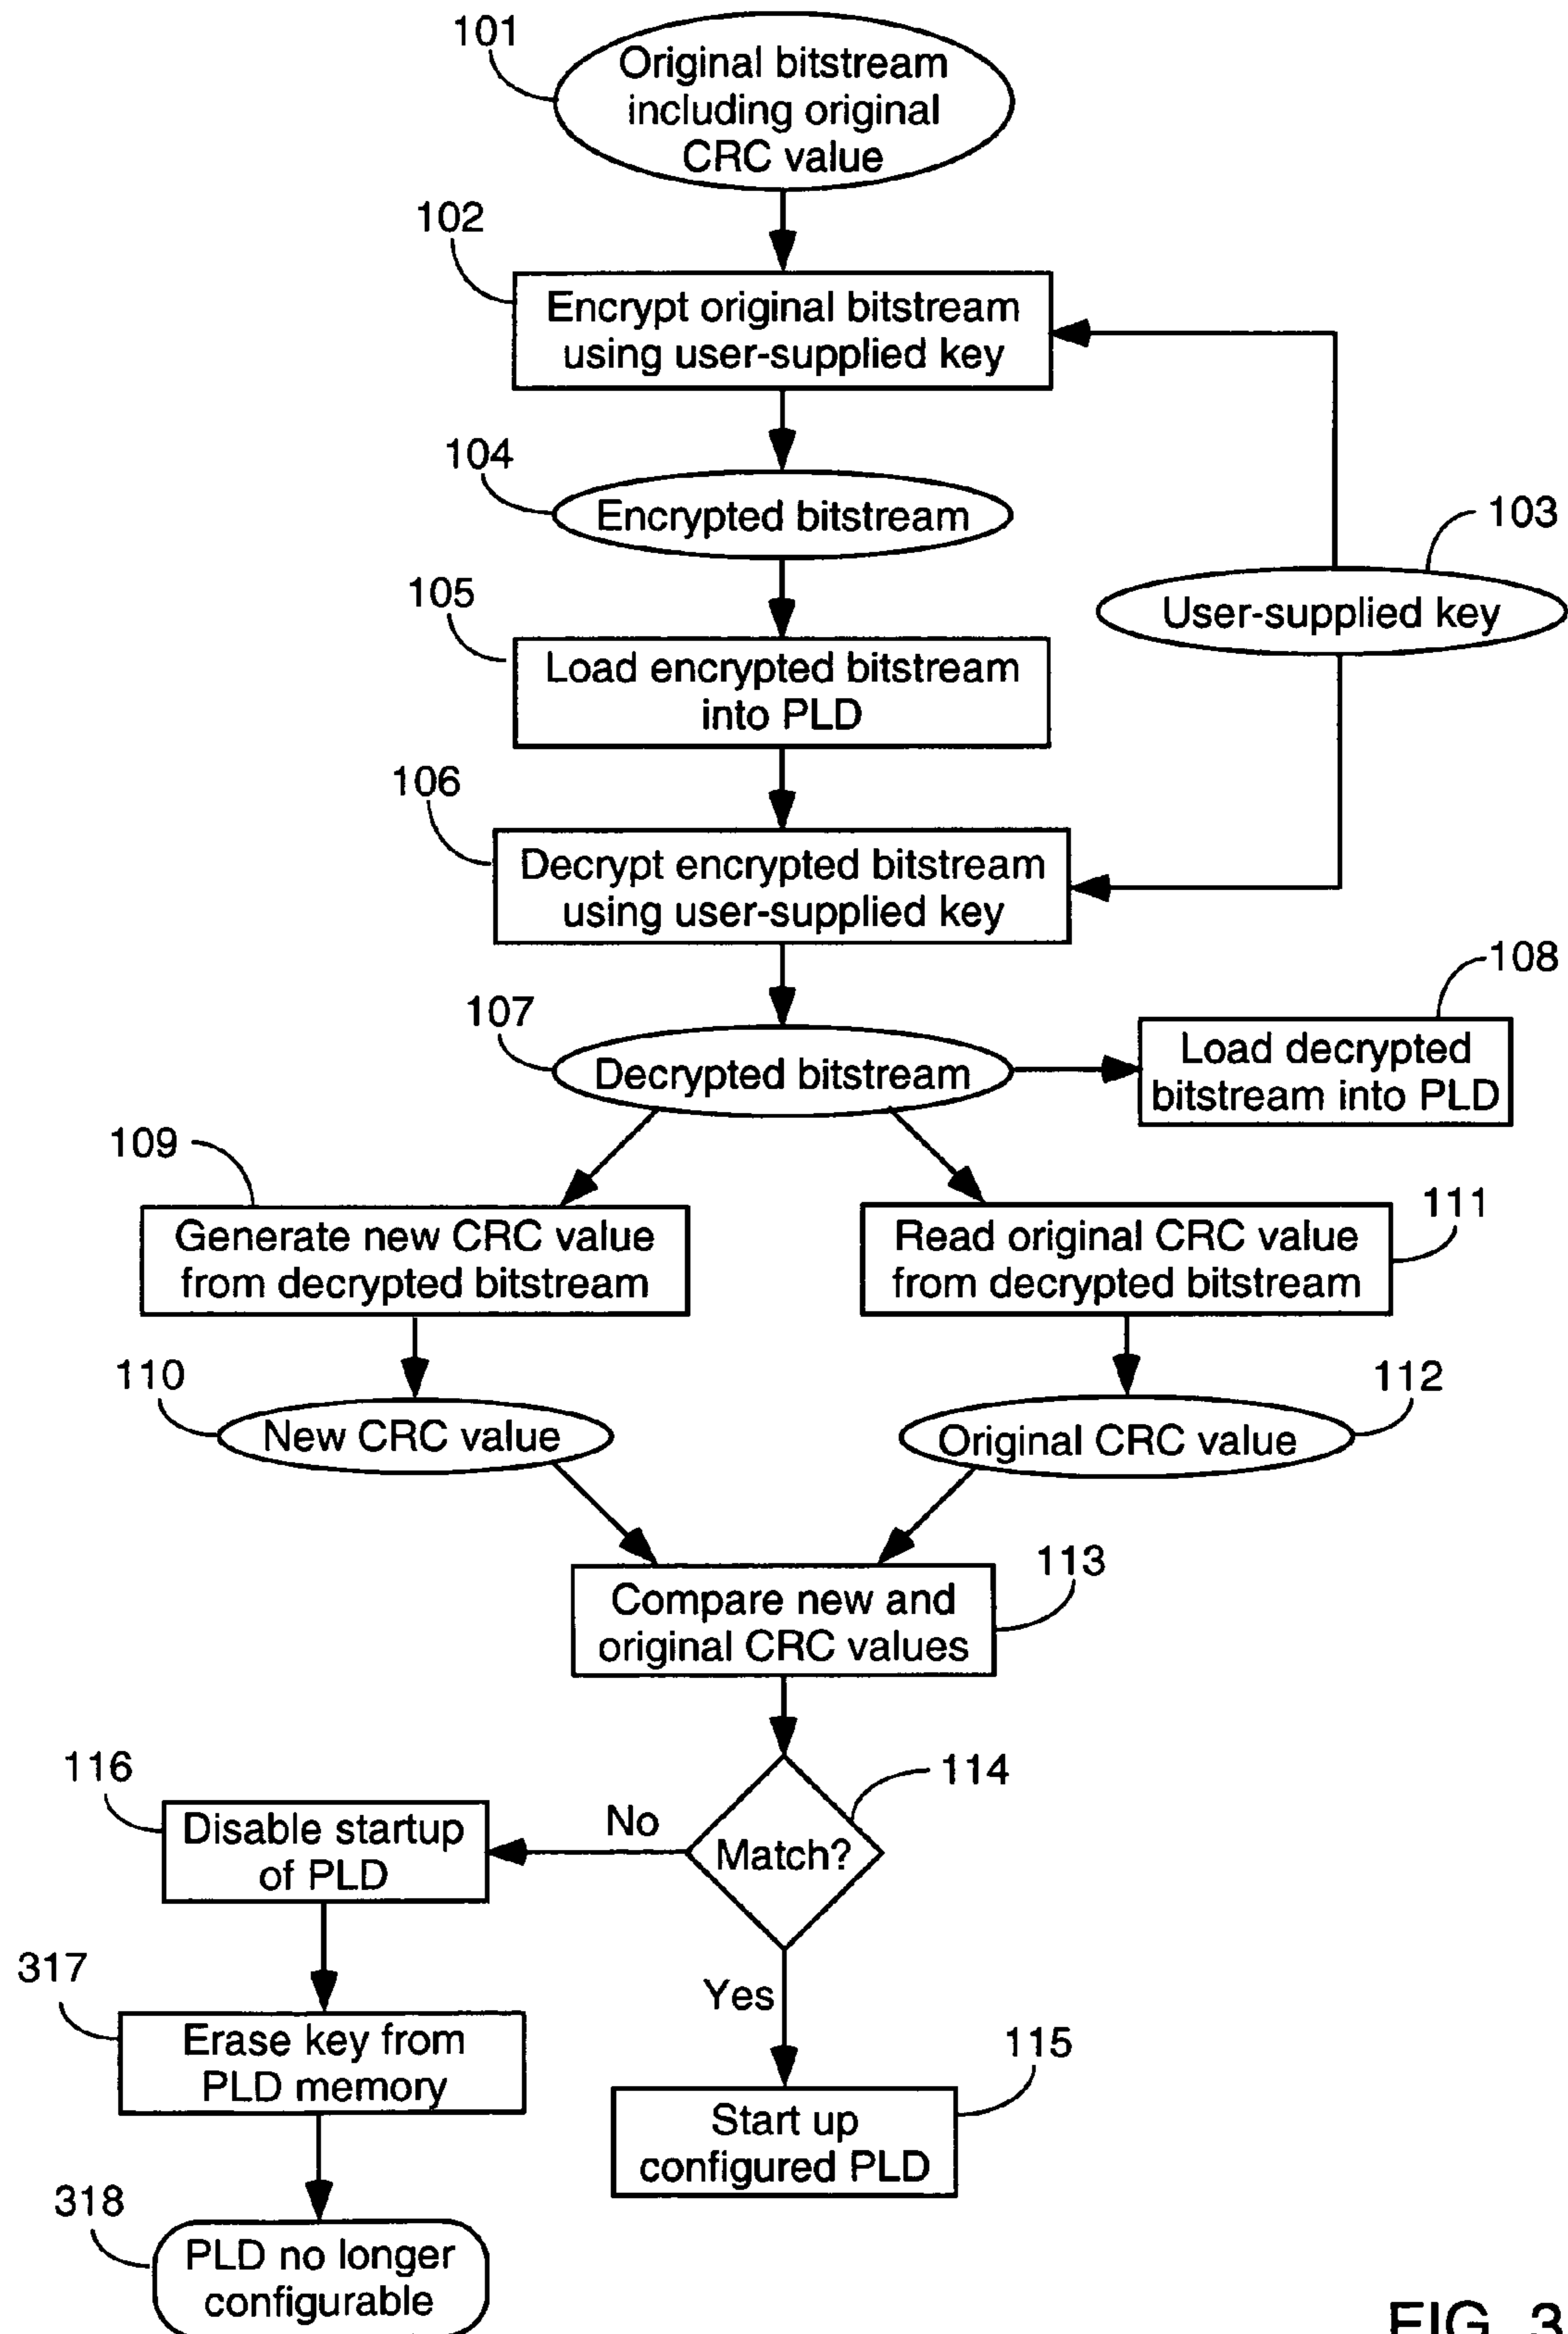 101
Original bitstream
including original
CRC value
102
Encrypt original bitstream
using user-supplied key
104
Encrypted bitstream
103
User-supplied key
105
Load encrypted bitstream
into PLD
106
Decrypt encrypted bitstream
using user-supplied key
107
Decrypted bitstream
108
Load decrypted
bitstream into PLD
109
Generate new CRC value
from decrypted bitstream
111
Read original CRC value
from decrypted bitstream
110
New CRC value
112
Original CRC value
113
Compare new and
original CRC values
114
Match?
No
116
Disable startup
of PLD
Yes
317
Erase key from
PLD memory
115
Start up
configured PLD
318
PLD no longer
configurable
FIG. 3